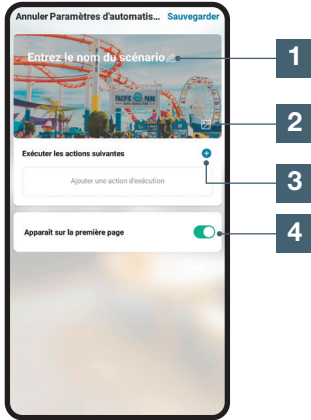 Annuler Paramètres d'automatis... Sauvegarder
Entrez le nom du scénario
1
PACIFIC PARK
2
Exécuter les actions suivantes
3
Ajouter une action d'exécution
Apparaît sur la première page
4